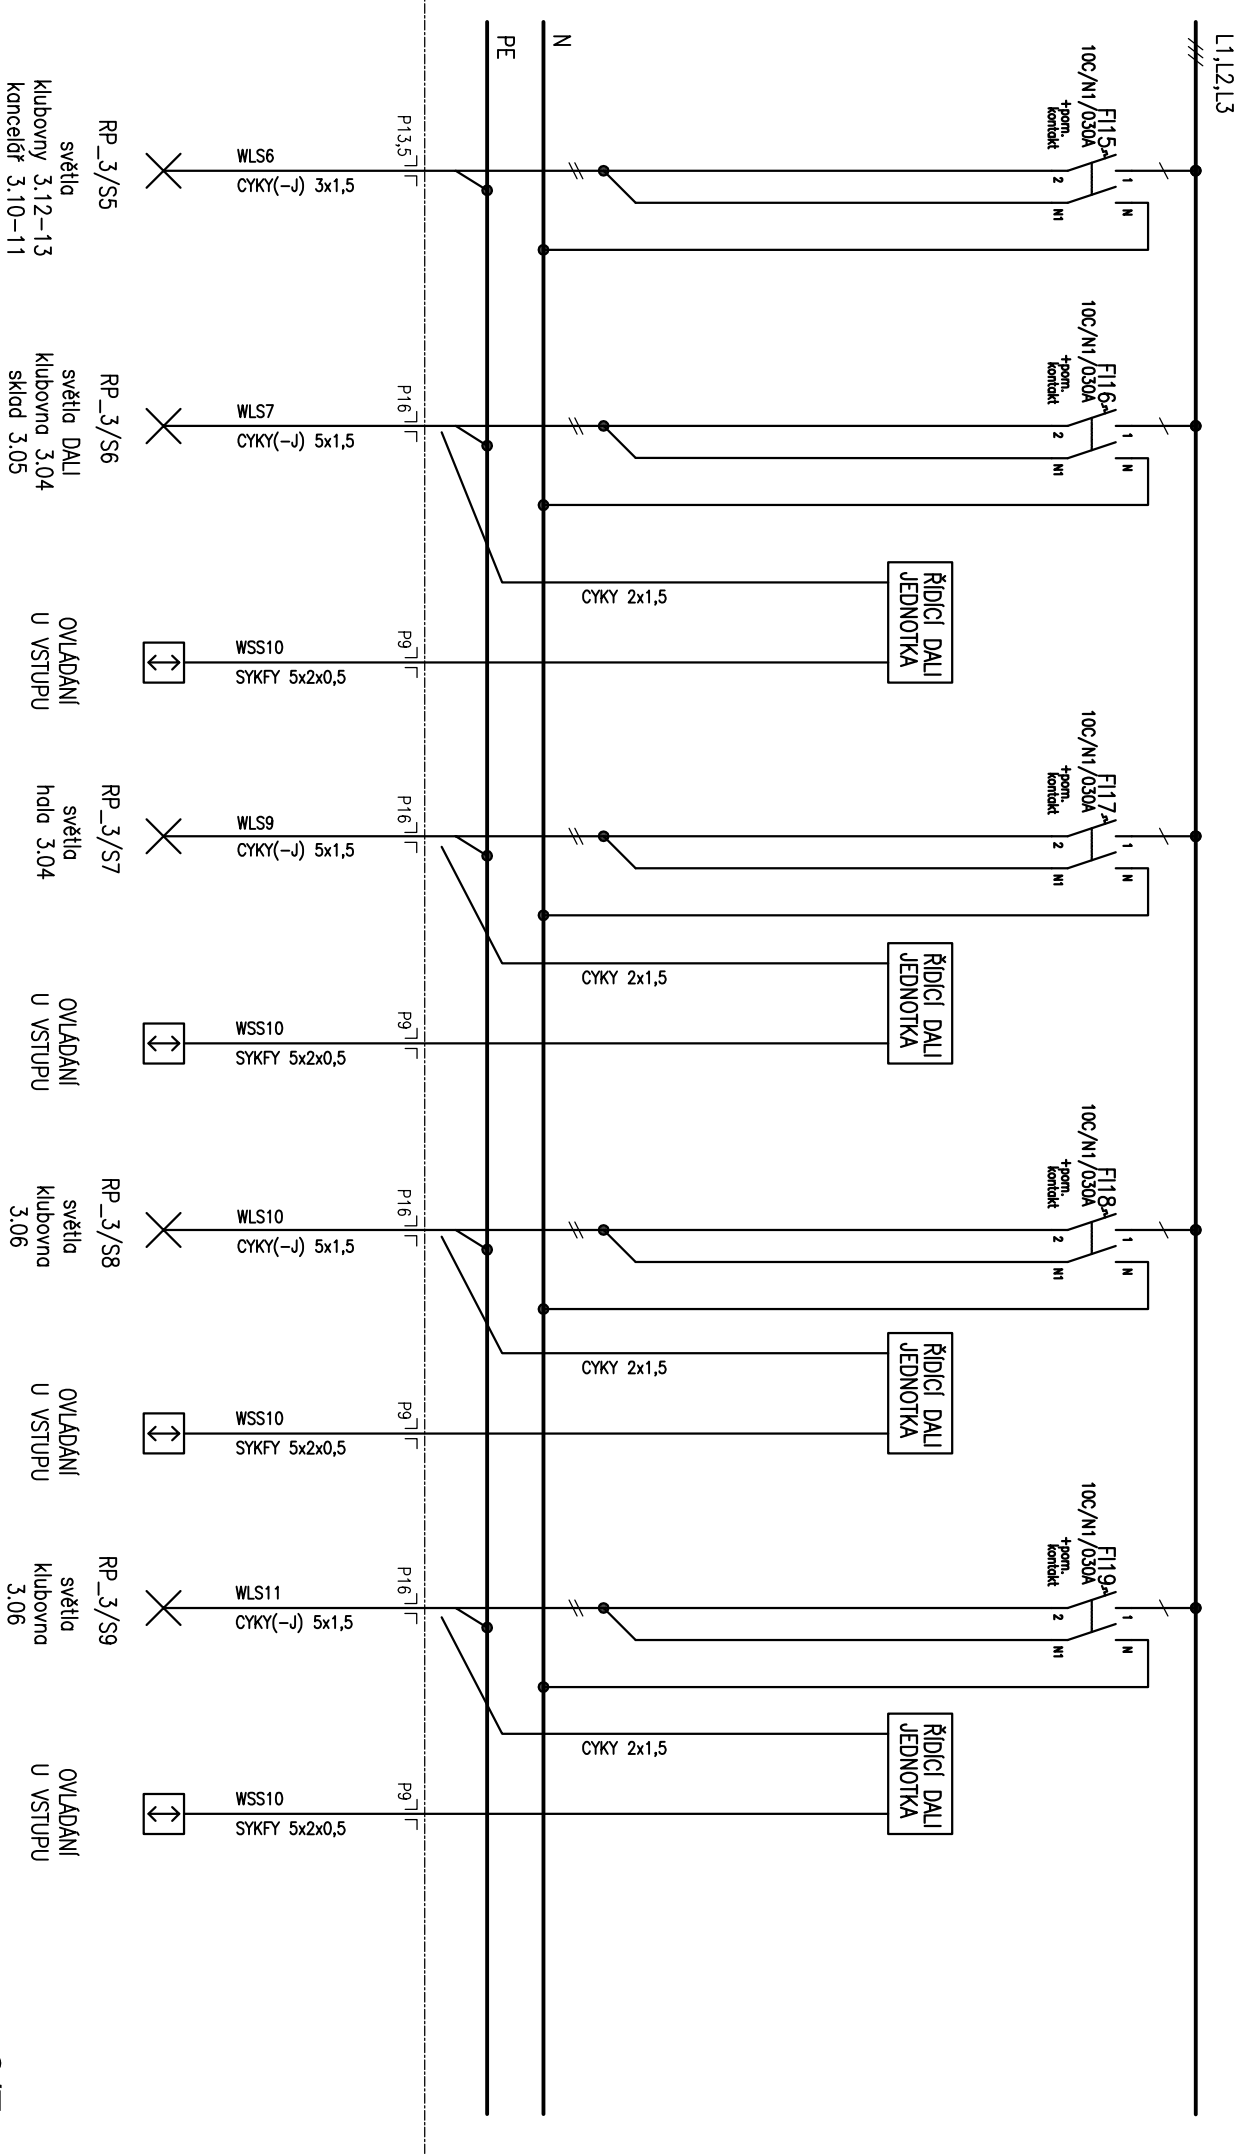 L1,L2,L3
N
PE
FI15
10C/N1/030A
+pom.
kontakt
1
N
2
N1
P13,5
WLS6
CYKY(-J) 3x1,5
RP_3/S5
světla
klubovny 3.12-13
kancelář 3.10-11
FI16
10C/N1/030A
+pom.
kontakt
1
N
2
N1
P16
WLS7
CYKY(-J) 5x1,5
RP_3/S6
světla DALI
klubovna 3.04
sklad 3.05
ŘÍDÍCÍ DALI
JEDNOTKA
CYKY 2x1,5
P9
WSS10
SYKFY 5x2x0,5
OVLÁDÁNÍ
U VSTUPU
FI17
10C/N1/030A
+pom.
kontakt
1
N
2
N1
P16
WLS9
CYKY(-J) 5x1,5
RP_3/S7
světla
hala 3.04
ŘÍDÍCÍ DALI
JEDNOTKA
CYKY 2x1,5
P9
WSS10
SYKFY 5x2x0,5
OVLÁDÁNÍ
U VSTUPU
FI18
10C/N1/030A
+pom.
kontakt
1
N
2
N1
P16
WLS10
CYKY(-J) 5x1,5
RP_3/S8
světla
klubovna
3.06
ŘÍDÍCÍ DALI
JEDNOTKA
CYKY 2x1,5
P9
WSS10
SYKFY 5x2x0,5
OVLÁDÁNÍ
U VSTUPU
FI19
10C/N1/030A
+pom.
kontakt
1
N
2
N1
P16
WLS11
CYKY(-J) 5x1,5
RP_3/S9
světla
klubovna
3.06
ŘÍDÍCÍ DALI
JEDNOTKA
CYKY 2x1,5
P9
WSS10
SYKFY 5x2x0,5
OVLÁDÁNÍ
U VSTUPU